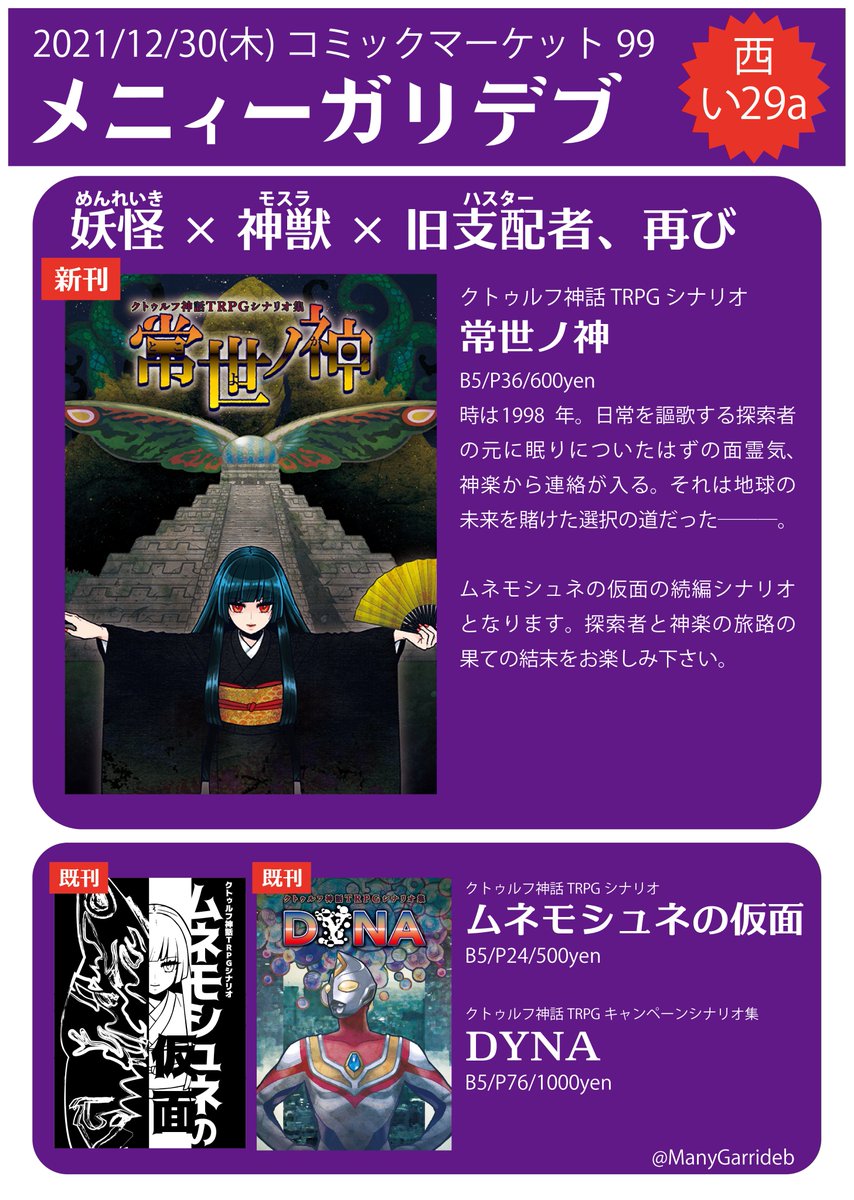 2021/12/30(木) コミックマーケット 99
メニィーガリデブ
西
い29a
めんれいき モスラ ハスター
妖怪 × 神獣 × 旧支配者、再び
新刊
クトゥルフ神話TRPGシナリオ集
常世ノ神
とこよ かみ
クトゥルフ神話 TRPG シナリオ
常世ノ神
B5/P36/600yen
時は1998 年。日常を謳歌する探索者
の元に眠りについたはずの面霊気、
神楽から連絡が入る。それは地球の
未来を賭けた選択の道だった───。
ムネモシュネの仮面の続編シナリオ
となります。探索者と神楽の旅路の
果ての結末をお楽しみ下さい。
既刊
クトゥルフ神話TRPGシナリオ
ムネモシュネの
仮面
既刊
クトゥルフ神話TRPGシナリオ集
DYNA
クトゥルフ神話 TRPG シナリオ
ムネモシュネの仮面
B5/P24/500yen
クトゥルフ神話 TRPG キャンペーンシナリオ集
DYNA
B5/P76/1000yen
@ManyGarrideb